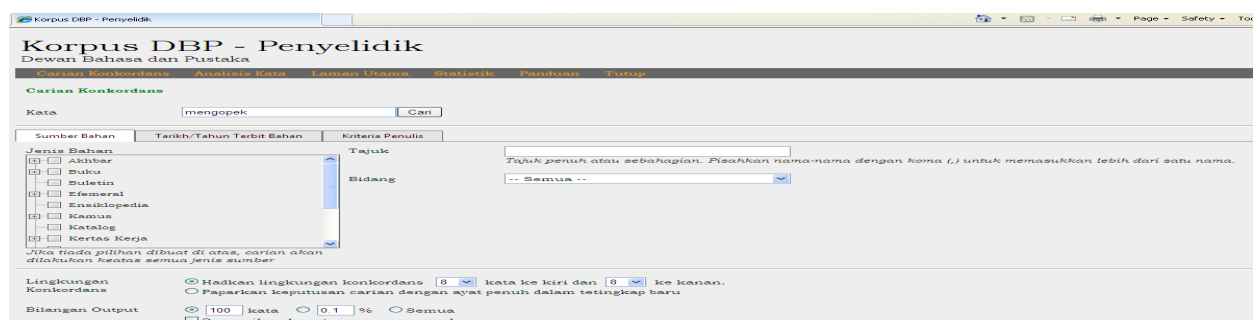 Korpus DBP - Penyelidik
Page Safety Too
Korpus DBP - Penyelidik
Dewan Bahasa dan Pustaka
Carian Konkordans Analisis Kata Laman Utama Statistik Panduan Tutup
Carian Konkordans
Kata mengopek Cari
Sumber Bahan Tarikh/Tahun Terbit Bahan Kriteria Penulis
Jenis Bahan
Akhbar
Buku
Buletin
Efemeral
Ensiklopedia
Kamus
Katalog
Kertas Kerja
Jika tiada pilihan dibuat di atas, carian akan
dilakukan keatas semua jenis sumber
Tajuk
Tajuk penuh atau sebahagian. Pisahkan nama-nama dengan koma (,) untuk memasukkan lebih dari satu nama.
Bidang -- Semua --
Lingkungan
Konkordans
Hadkan lingkungan konkordans 8 kata ke kiri dan 8 ke kanan.
Paparkan keputusan carian dengan ayat penuh dalam tetingkap baru
Bilangan Output 100 kata 0.1 % Semua